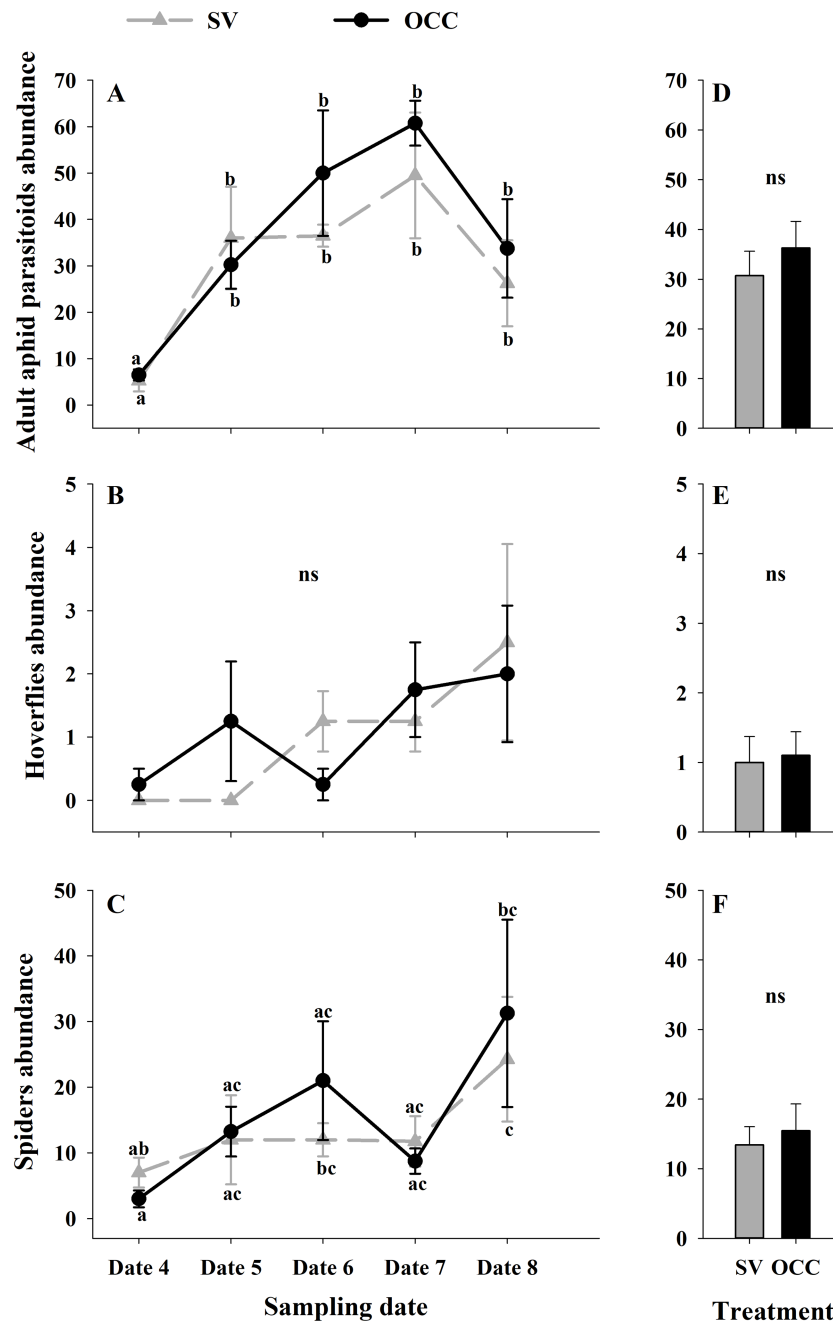 SV OCC
A
Adult aphid parasitoids abundance
70
60
50
40
30
20
10
0
b b
b b
b b b
b
a
a
D
70
60
50
40
30
20
10
0
ns
B
Hoverflies abundance
5
4
3
2
1
0
ns
E
5
4
3
2
1
0
ns
C
Spiders abundance
50
40
30
20
10
0
bc
ac
ac ac
ab bc c
a ac ac
Date 4 Date 5 Date 6 Date 7 Date 8
Sampling date
F
50
40
30
20
10
0
ns
SV OCC
Treatment